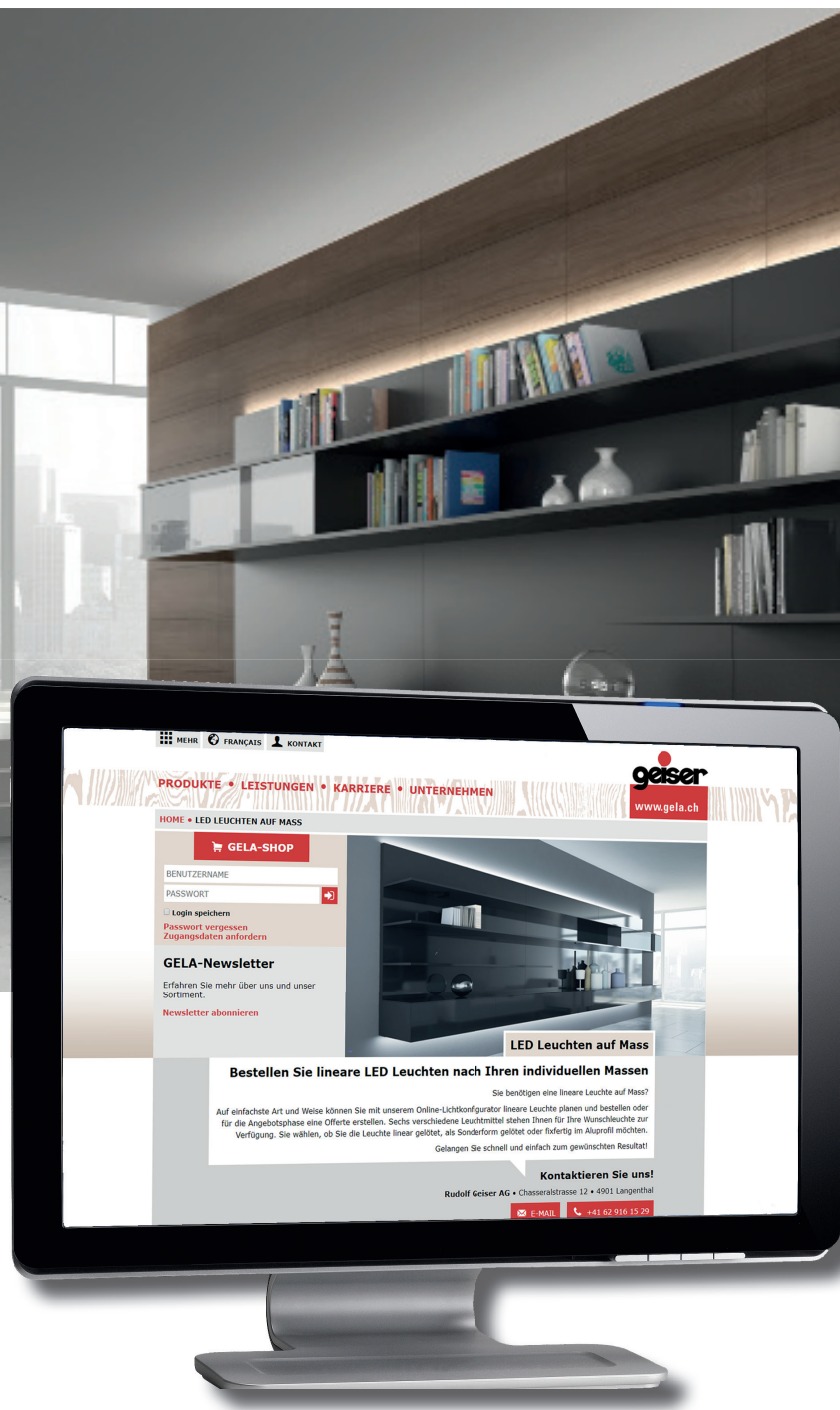 MEHR FRANÇAIS KONTAKT
geiser
www.gela.ch
PRODUKTE • LEISTUNGEN • KARRIERE • UNTERNEHMEN
HOME • LED LEUCHTEN AUF MASS
GELA-SHOP
BENUTZERNAME
PASSWORT
Login speichern
Passwort vergessen
Zugangsdaten anfordern
GELA-Newsletter
Erfahren Sie mehr über uns und unser
Sortiment.
Newsletter abonnieren
LED Leuchten auf Mass
Bestellen Sie lineare LED Leuchten nach Ihren individuellen Massen
Sie benötigen eine lineare Leuchte auf Mass?
Auf einfachste Art und Weise können Sie mit unserem Online-Lichtkonfgurator lineare Leuchte planen und bestellen oder
für die Angebotsphase eine Offerte erstellen. Sechs verschiedene Leuchtmittel stehen Ihnen für Ihre Wunschleuchte zur
Verfügung. Sie wählen, ob Sie die Leuchte linear gelötet, als Sonderform gelötet oder fixfertig im Aluprofil möchten.
Gelangen Sie schnell und einfach zum gewünschten Resultat!
Kontaktieren Sie uns!
Rudolf Geiser AG • Chasseralstrasse 12 • 4901 Langenthal
E-MAIL +41 62 916 15 29